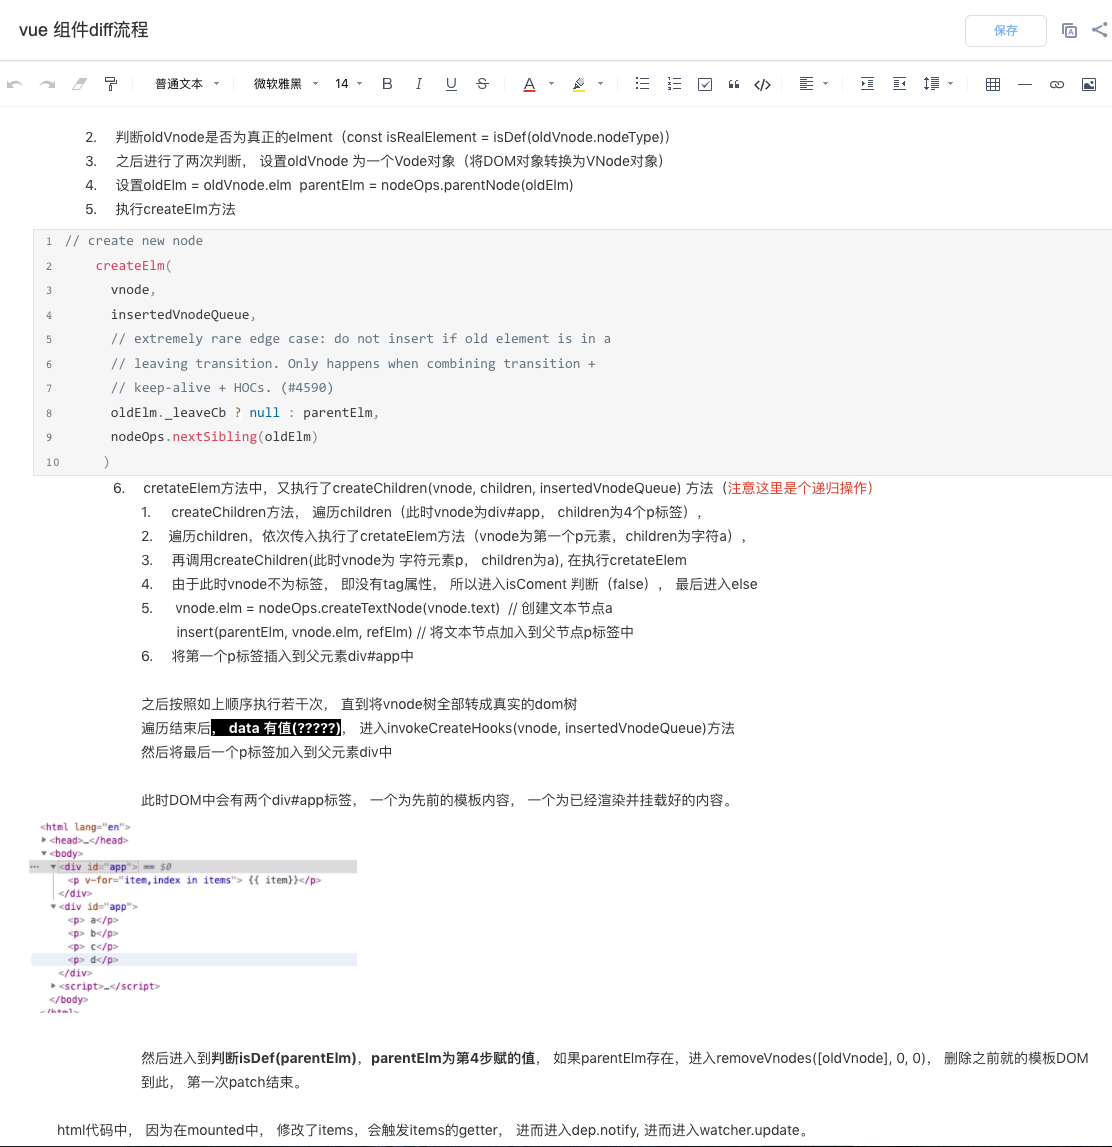 vue 组件diff流程
保存
普通文本 微软雅黑 14 B I U S A
2. 判断oldVnode是否为真正的elment（const isRealElement = isDef(oldVnode.nodeType)）
3. 之后进行了两次判断， 设置oldVnode 为一个Vode对象（将DOM对象转换为VNode对象）
4. 设置oldElm = oldVnode.elm parentElm = nodeOps.parentNode(oldElm)
5. 执行createElm方法
1 // create new node
2 createElm(
3 vnode,
4 insertedVnodeQueue,
5 // extremely rare edge case: do not insert if old element is in a
6 // leaving transition. Only happens when combining transition +
7 // keep-alive + HOCs. (#4590)
8 oldElm._leaveCb ? null : parentElm,
9 nodeOps.nextSibling(oldElm)
10 )
6. cretateElem方法中，又执行了createChildren(vnode, children, insertedVnodeQueue) 方法（注意这里是个递归操作）
1. createChildren方法， 遍历children（此时vnode为div#app， children为4个p标签），
2. 遍历children，依次传入执行了cretateElem方法（vnode为第一个p元素，children为字符a），
3. 再调用createChildren(此时vnode为 字符元素p， children为a), 在执行cretateElem
4. 由于此时vnode不为标签， 即没有tag属性， 所以进入isComent 判断（false）， 最后进入else
5. vnode.elm = nodeOps.createTextNode(vnode.text) // 创建文本节点a
insert(parentElm, vnode.elm, refElm) // 将文本节点加入到父节点p标签中
6. 将第一个p标签插入到父元素div#app中
之后按照如上顺序执行若干次， 直到将vnode树全部转成真实的dom树
遍历结束后， data 有值(?????)， 进入invokeCreateHooks(vnode, insertedVnodeQueue)方法
然后将最后一个p标签加入到父元素div中
此时DOM中会有两个div#app标签， 一个为先前的模板内容， 一个为已经渲染并挂载好的内容。
<html lang="en">
<head>…</head>
<body>
<div id="app"> == $0
<p v-for="item,index in items"> {{ item}}</p>
</div>
<div id="app">
<p> a</p>
<p> b</p>
<p> c</p>
<p> d</p>
</div>
<script>…</script>
</body>
</html>
然后进入到判断isDef(parentElm)，parentElm为第4步赋的值， 如果parentElm存在，进入removeVnodes([oldVnode], 0, 0)， 删除之前就的模板DOM
到此， 第一次patch结束。
html代码中， 因为在mounted中， 修改了items，会触发items的getter， 进而进入dep.notify, 进而进入watcher.update。